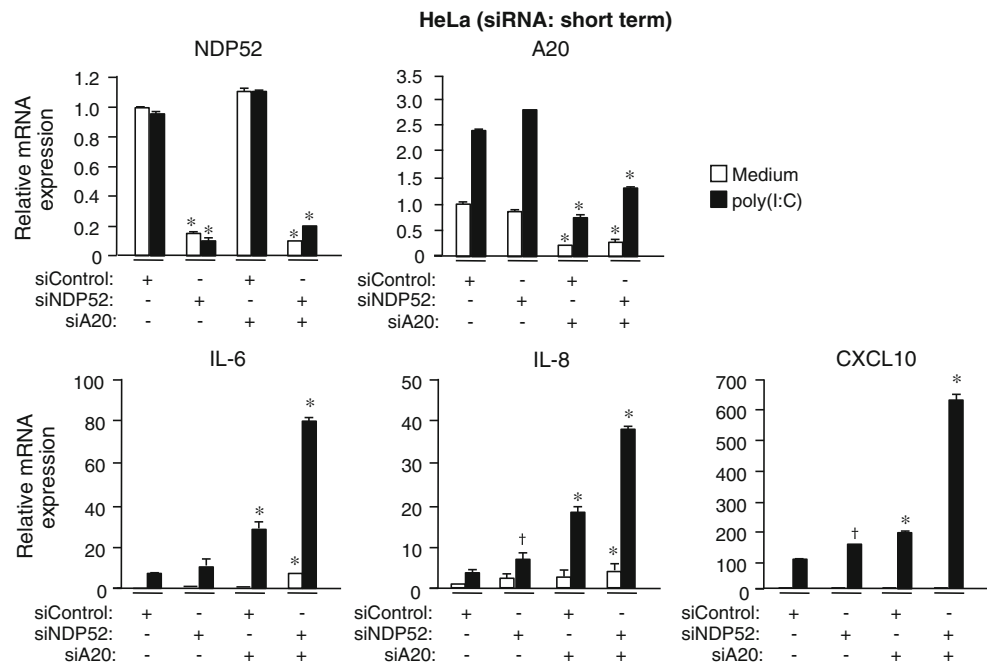 HeLa (siRNA: short term)
NDP52
A20
Relative mRNA
expression
1.2
1.0
0.8
0.6
0.4
0.2
0
* * * *
3.5
3.0
2.5
2.0
1.5
1.0
0.5
0
* * * *
Medium
poly(I:C)
siControl: + - + -
siNDP52: - + - +
siA20: - - + +
siControl: + - + -
siNDP52: - + - +
siA20: - - + +
IL-6
IL-8
CXCL10
Relative mRNA
expression
100
80
60
40
20
0
* * *
50
40
30
20
10
0
† * * *
700
600
500
400
300
200
100
0
† * *
siControl: + - + -
siNDP52: - + - +
siA20: - - + +
siControl: + - + -
siNDP52: - + - +
siA20: - - + +
siControl: + - + -
siNDP52: - + - +
siA20: - - + +